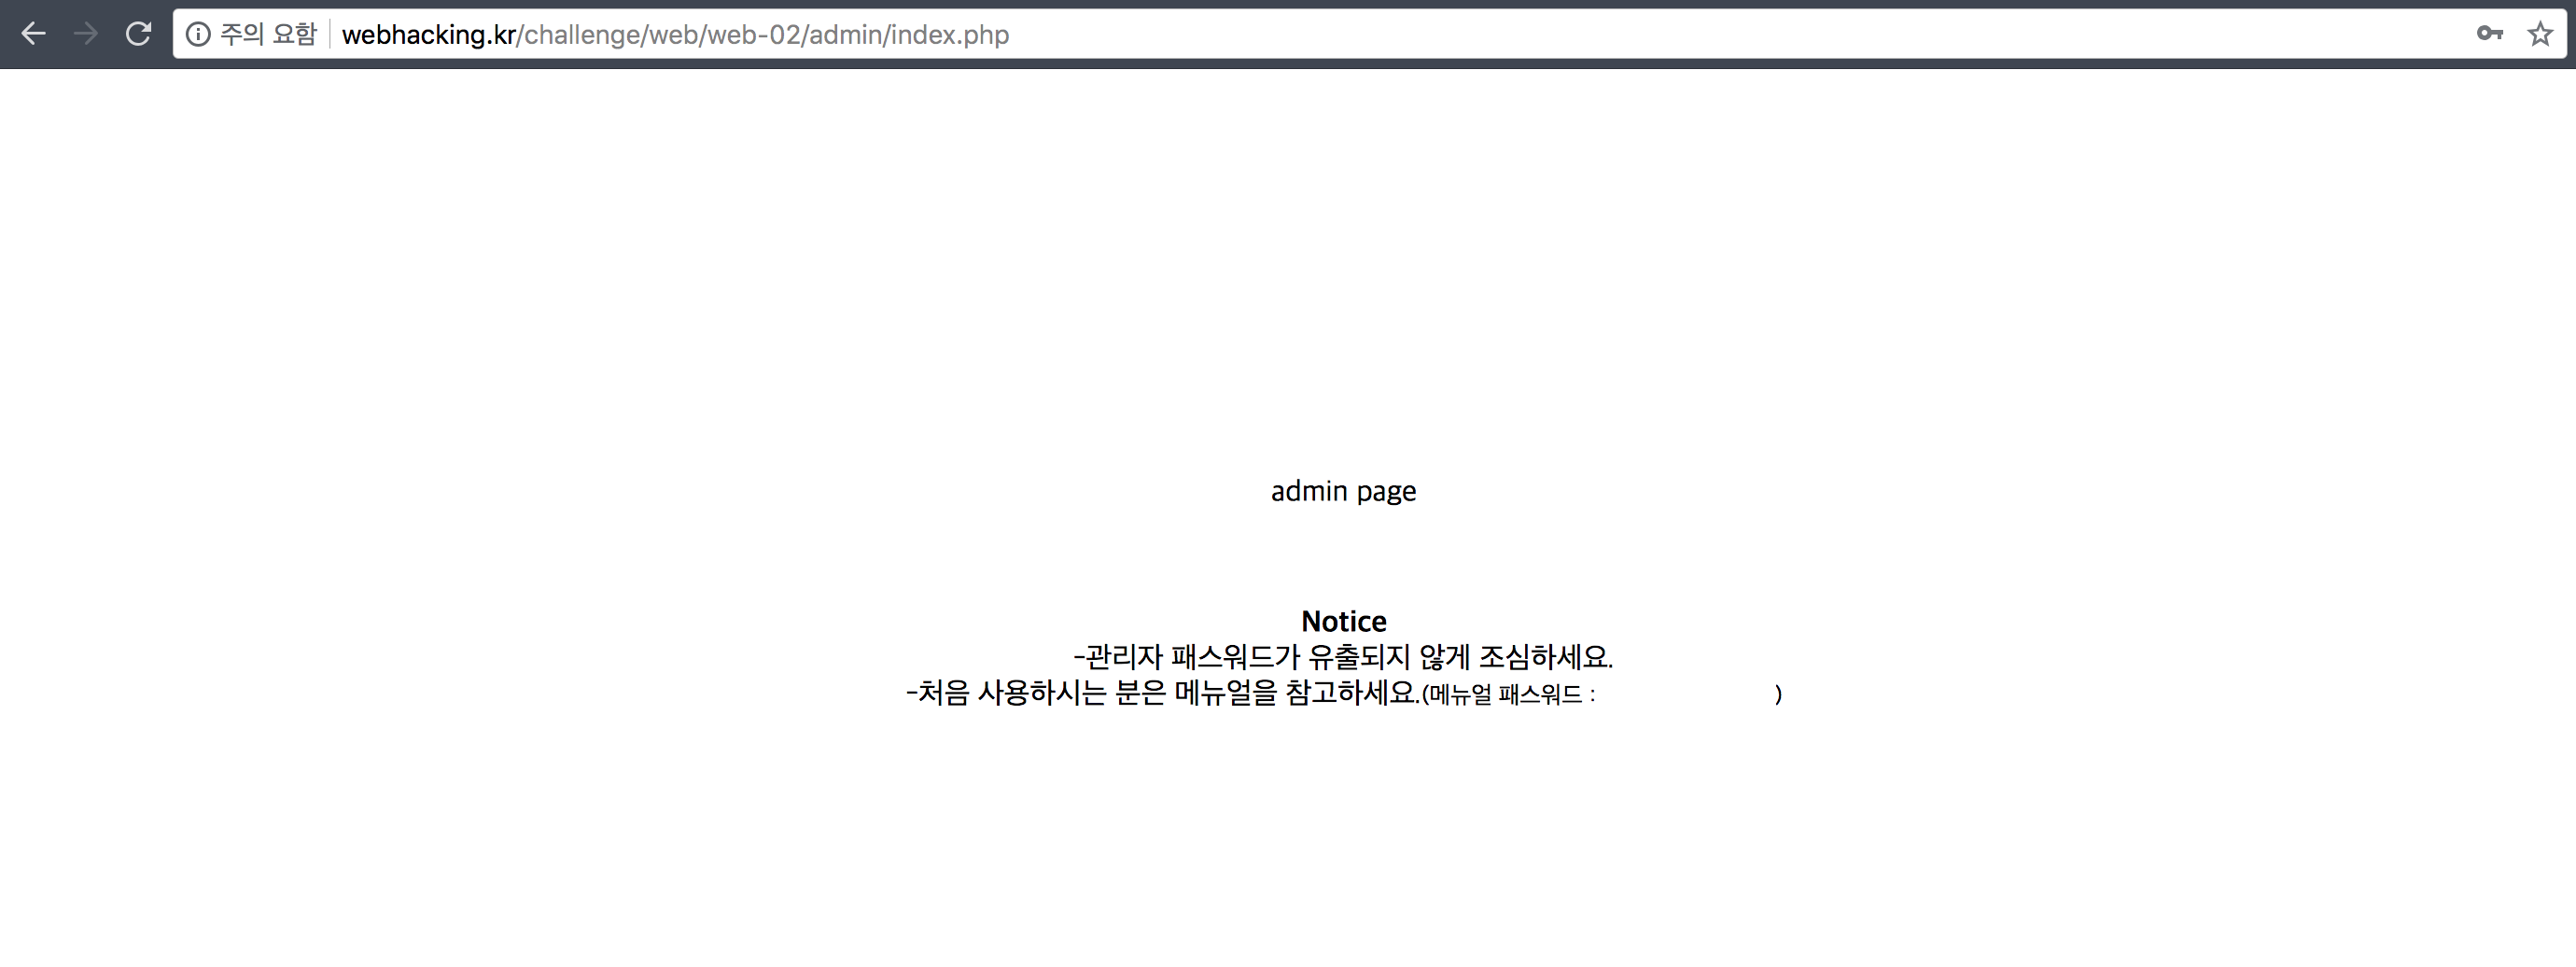 주의 요함 webhacking.kr/challenge/web/web-02/admin/index.php
admin page
Notice
-관리자 패스워드가 유출되지 않게 조심하세요.
-처음 사용하시는 분은 메뉴얼을 참고하세요.(메뉴얼 패스워드 : )